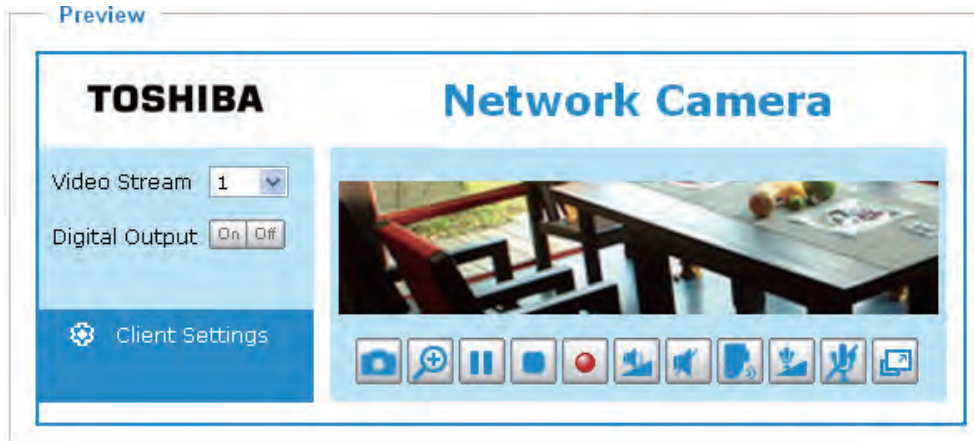 Preview
TOSHIBA
Network Camera
Video Stream 1
Digital Output On Off
Client Settings